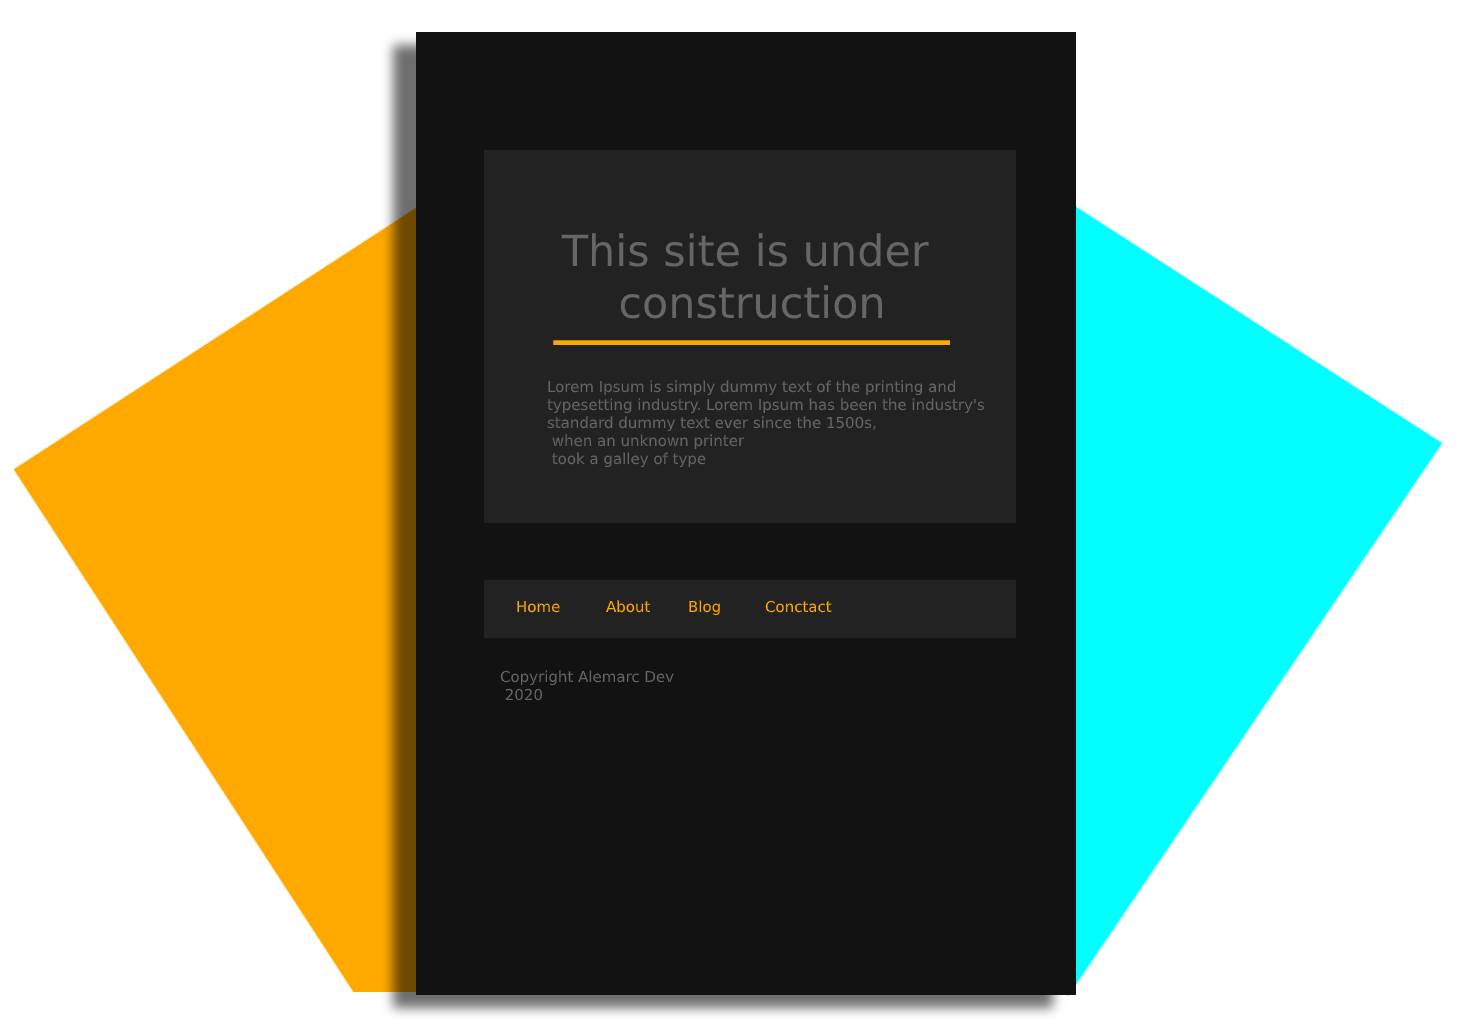 This site is under
construction
Lorem Ipsum is simply dummy text of the printing and
typesetting industry. Lorem Ipsum has been the industry's
standard dummy text ever since the 1500s,
when an unknown printer
took a galley of type
Home About Blog Conctact
Copyright Alemarc Dev
2020